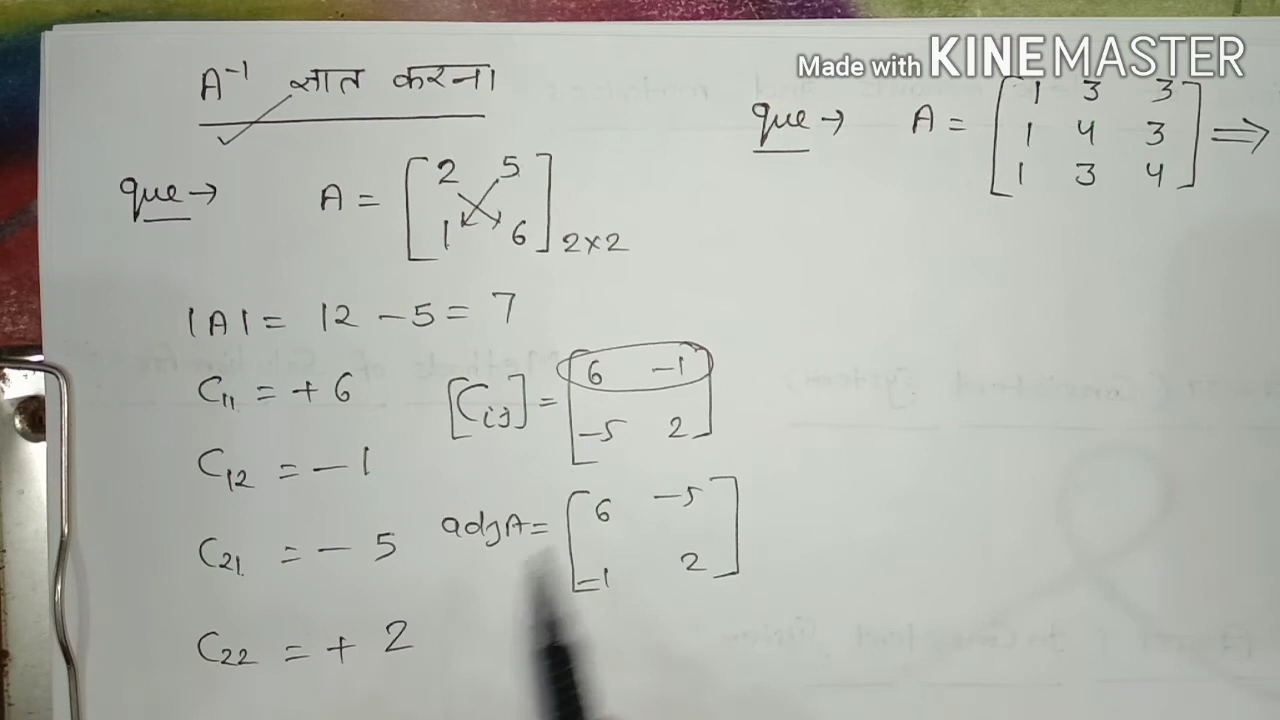 Made with KINEMASTER
A⁻¹ ज्ञात करना
que → A = [2 5
1 6] 2×2
|A| = 12 - 5 = 7
C₁₁ = + 6
C₁₂ = - 1
C₂₁ = - 5
C₂₂ = + 2
[Cᵢⱼ] = [6 -1
-5 2]
adjA = [6 -5
-1 2]
que → A = [1 3 3
1 4 3
1 3 4] ⇒